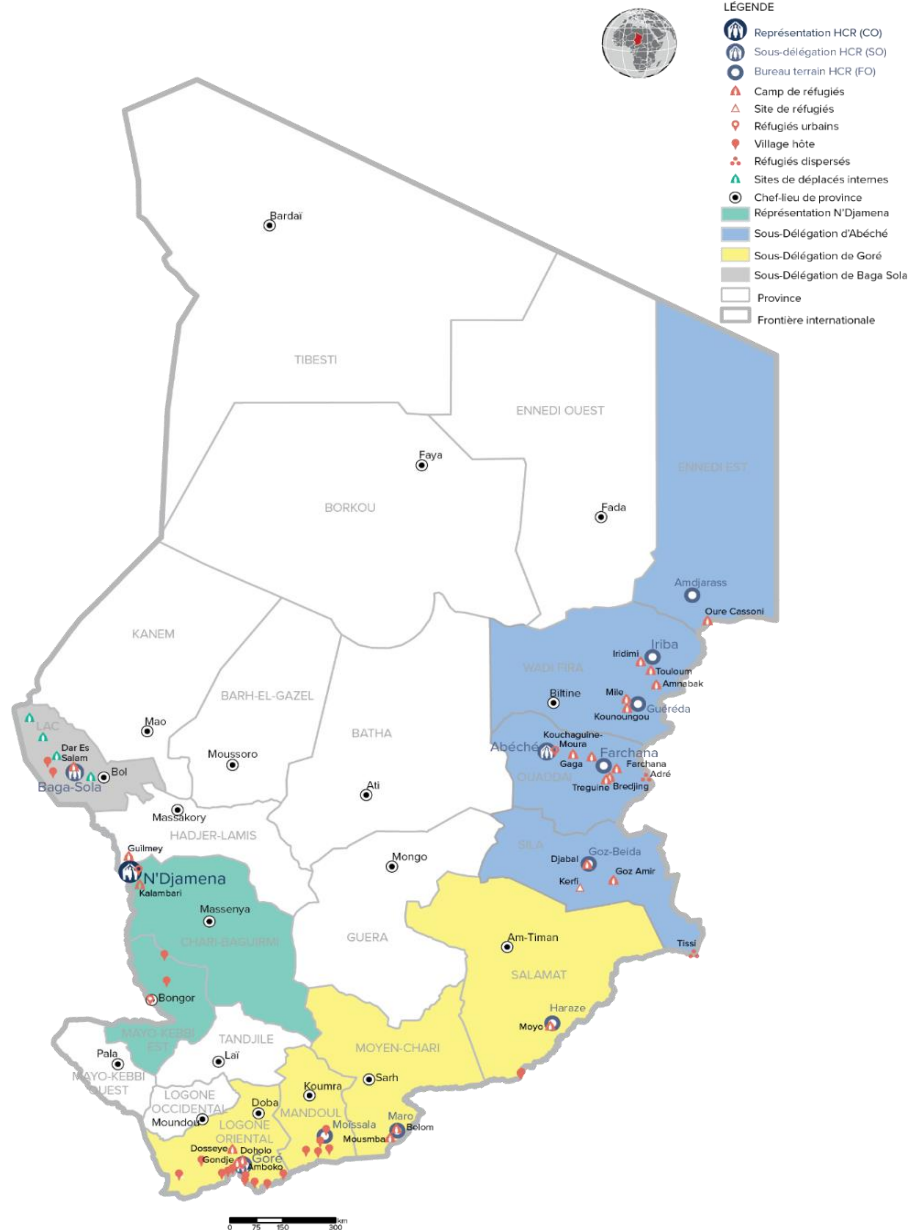 LÉGENDE
Représentation HCR (CO)
Sous-délégation HCR (SO)
Bureau terrain HCR (FO)
Camp de réfugiés
Site de réfugiés
Réfugiés urbains
Village hôte
Réfugiés dispersés
Sites de déplacés internes
Chef-lieu de province
Réprésentation N'Djamena
Sous-Délégation d'Abéché
Sous-Délégation de Goré
Sous-Délégation de Baga Sola
Province
Frontière internationale
Bardaï
TIBESTI
ENNEDI OUEST
Faya
ENNEDI EST
BORKOU
Fada
Amdjarass
Oure Cassoni
KANEM
Iriba
Iridimi
Touloum
WADI FIRA
BARH-EL-GAZEL
Amnabak
Biltine
Mile
Guéréda
Kounoungou
LAC
Mao
BATHA
Kouchaguine-
Moura
Abéché
Dar Es
Salam
Moussoro
Farchana
Gaga
Farchana
Adré
Bol
OUADDAI
Baga-Sola
Treguine
Bredjing
Ati
Massakory
HADJER-LAMIS
SILA
Goz-Beida
Guilmey
Djabal
Mongo
Goz Amir
N'Djamena
Kerfi
Kalambari
Massenya
GUERA
Am-Timan
CHARI-BAGUIRMI
Tissi
SALAMAT
Bongor
Haraze
Moyo
MAYO-KEBBI
EST
TANDJILE
MOYEN-CHARI
Pala
Laï
MAYO-KEBBI
OUEST
Sarh
Koumra
LOGONE
OCCIDENTAL
Doba
MANDOUL
Moundou
Maro
LOGONE
ORIENTAL
Moissala
Bolom
Mousmba
Dosseye
Doholo
Gondje
Goré
Amboko
0 75 150 300
km